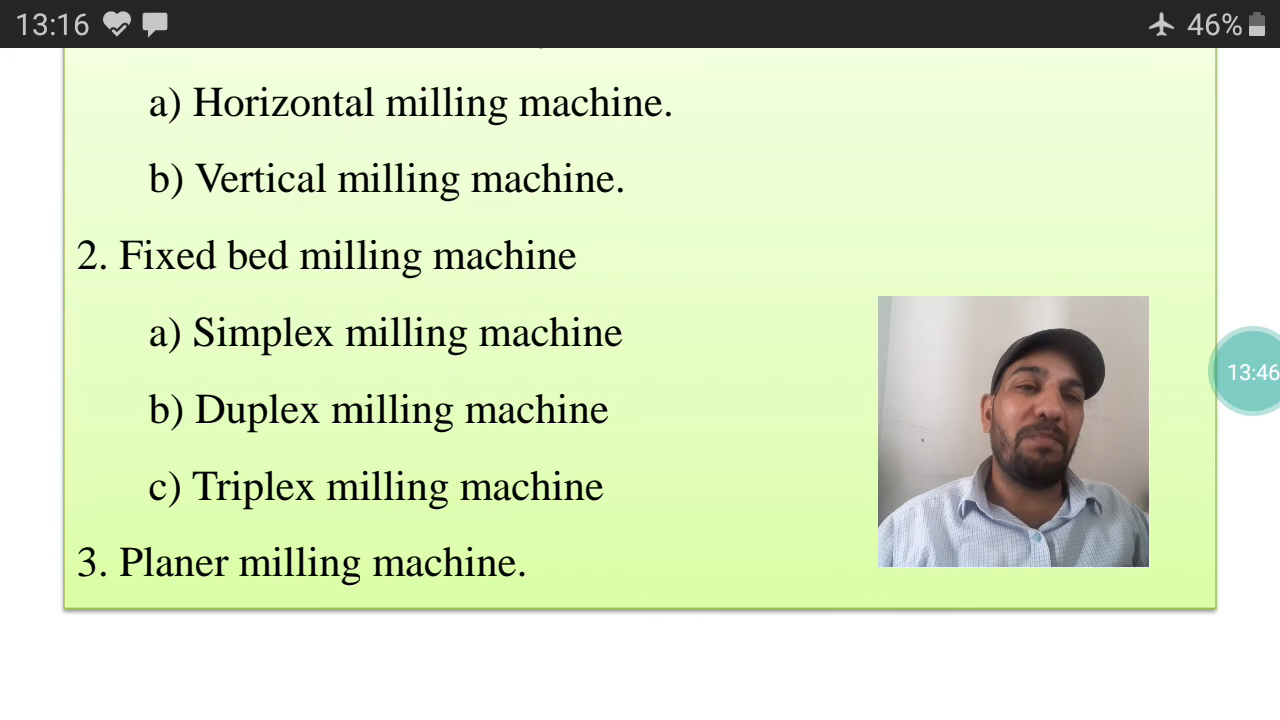 13:16
46%
a) Horizontal milling machine.
b) Vertical milling machine.
2. Fixed bed milling machine
a) Simplex milling machine
b) Duplex milling machine
c) Triplex milling machine
3. Planer milling machine.
13:46